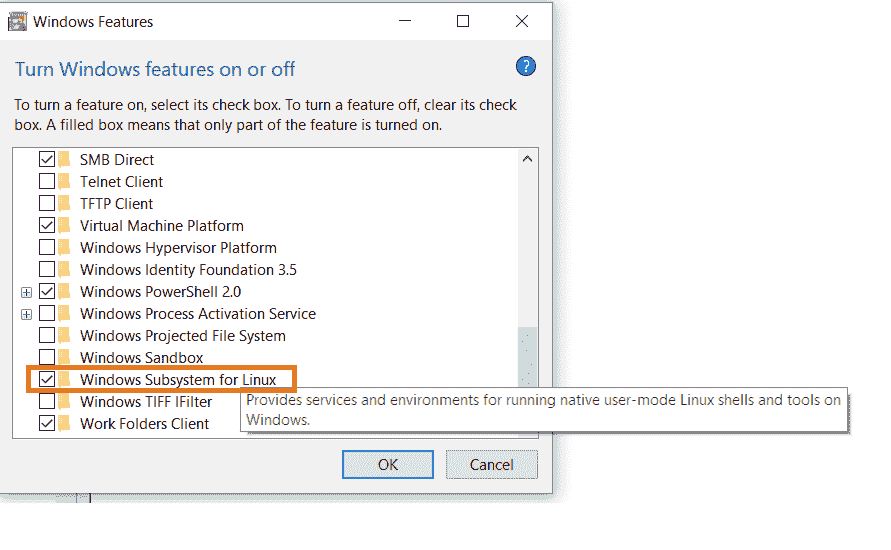 Windows Features
Turn Windows features on or off
?
To turn a feature on, select its check box. To turn a feature off, clear its check
box. A filled box means that only part of the feature is turned on.
SMB Direct
Telnet Client
TFTP Client
Virtual Machine Platform
Windows Hypervisor Platform
Windows Identity Foundation 3.5
Windows PowerShell 2.0
Windows Process Activation Service
Windows Projected File System
Windows Sandbox
Windows Subsystem for Linux
Windows TIFF IFilter
Provides services and environments for running native user-mode Linux shells and tools on
Windows.
Work Folders Client
OK
Cancel